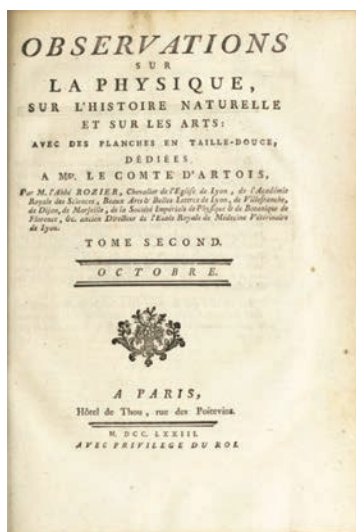 OBSERVATIONS
SUR
LA PHYSIQUE,
SUR L'HISTOIRE NATURELLE
ET SUR LES ARTS:
AVEC DES PLANCHES EN TAILLE-DOUCE,
DÉDIÉES
A Mgr. LE COMTE D'ARTOIS,
Par M. l'Abbé ROZIER, Chevalier de l'Eglise de Lyon, de l'Académie
Royale des Sciences, Beaux Arts & Belles Lettres de Lyon, de Villefranche,
de Dijon, de Marseille, de la Société Impériale de Physique & de Botanique de
Florence, &c. ancien Directeur de l'Ecole Royale de Médecine Vétérinaire
de Lyon.
TOME SECOND.
OCTOBRE.
A PARIS,
Hôtel de Thou, rue des Poitevins.
M. DCC. LXXIII.
AVEC PRIVILEGE DU ROI.